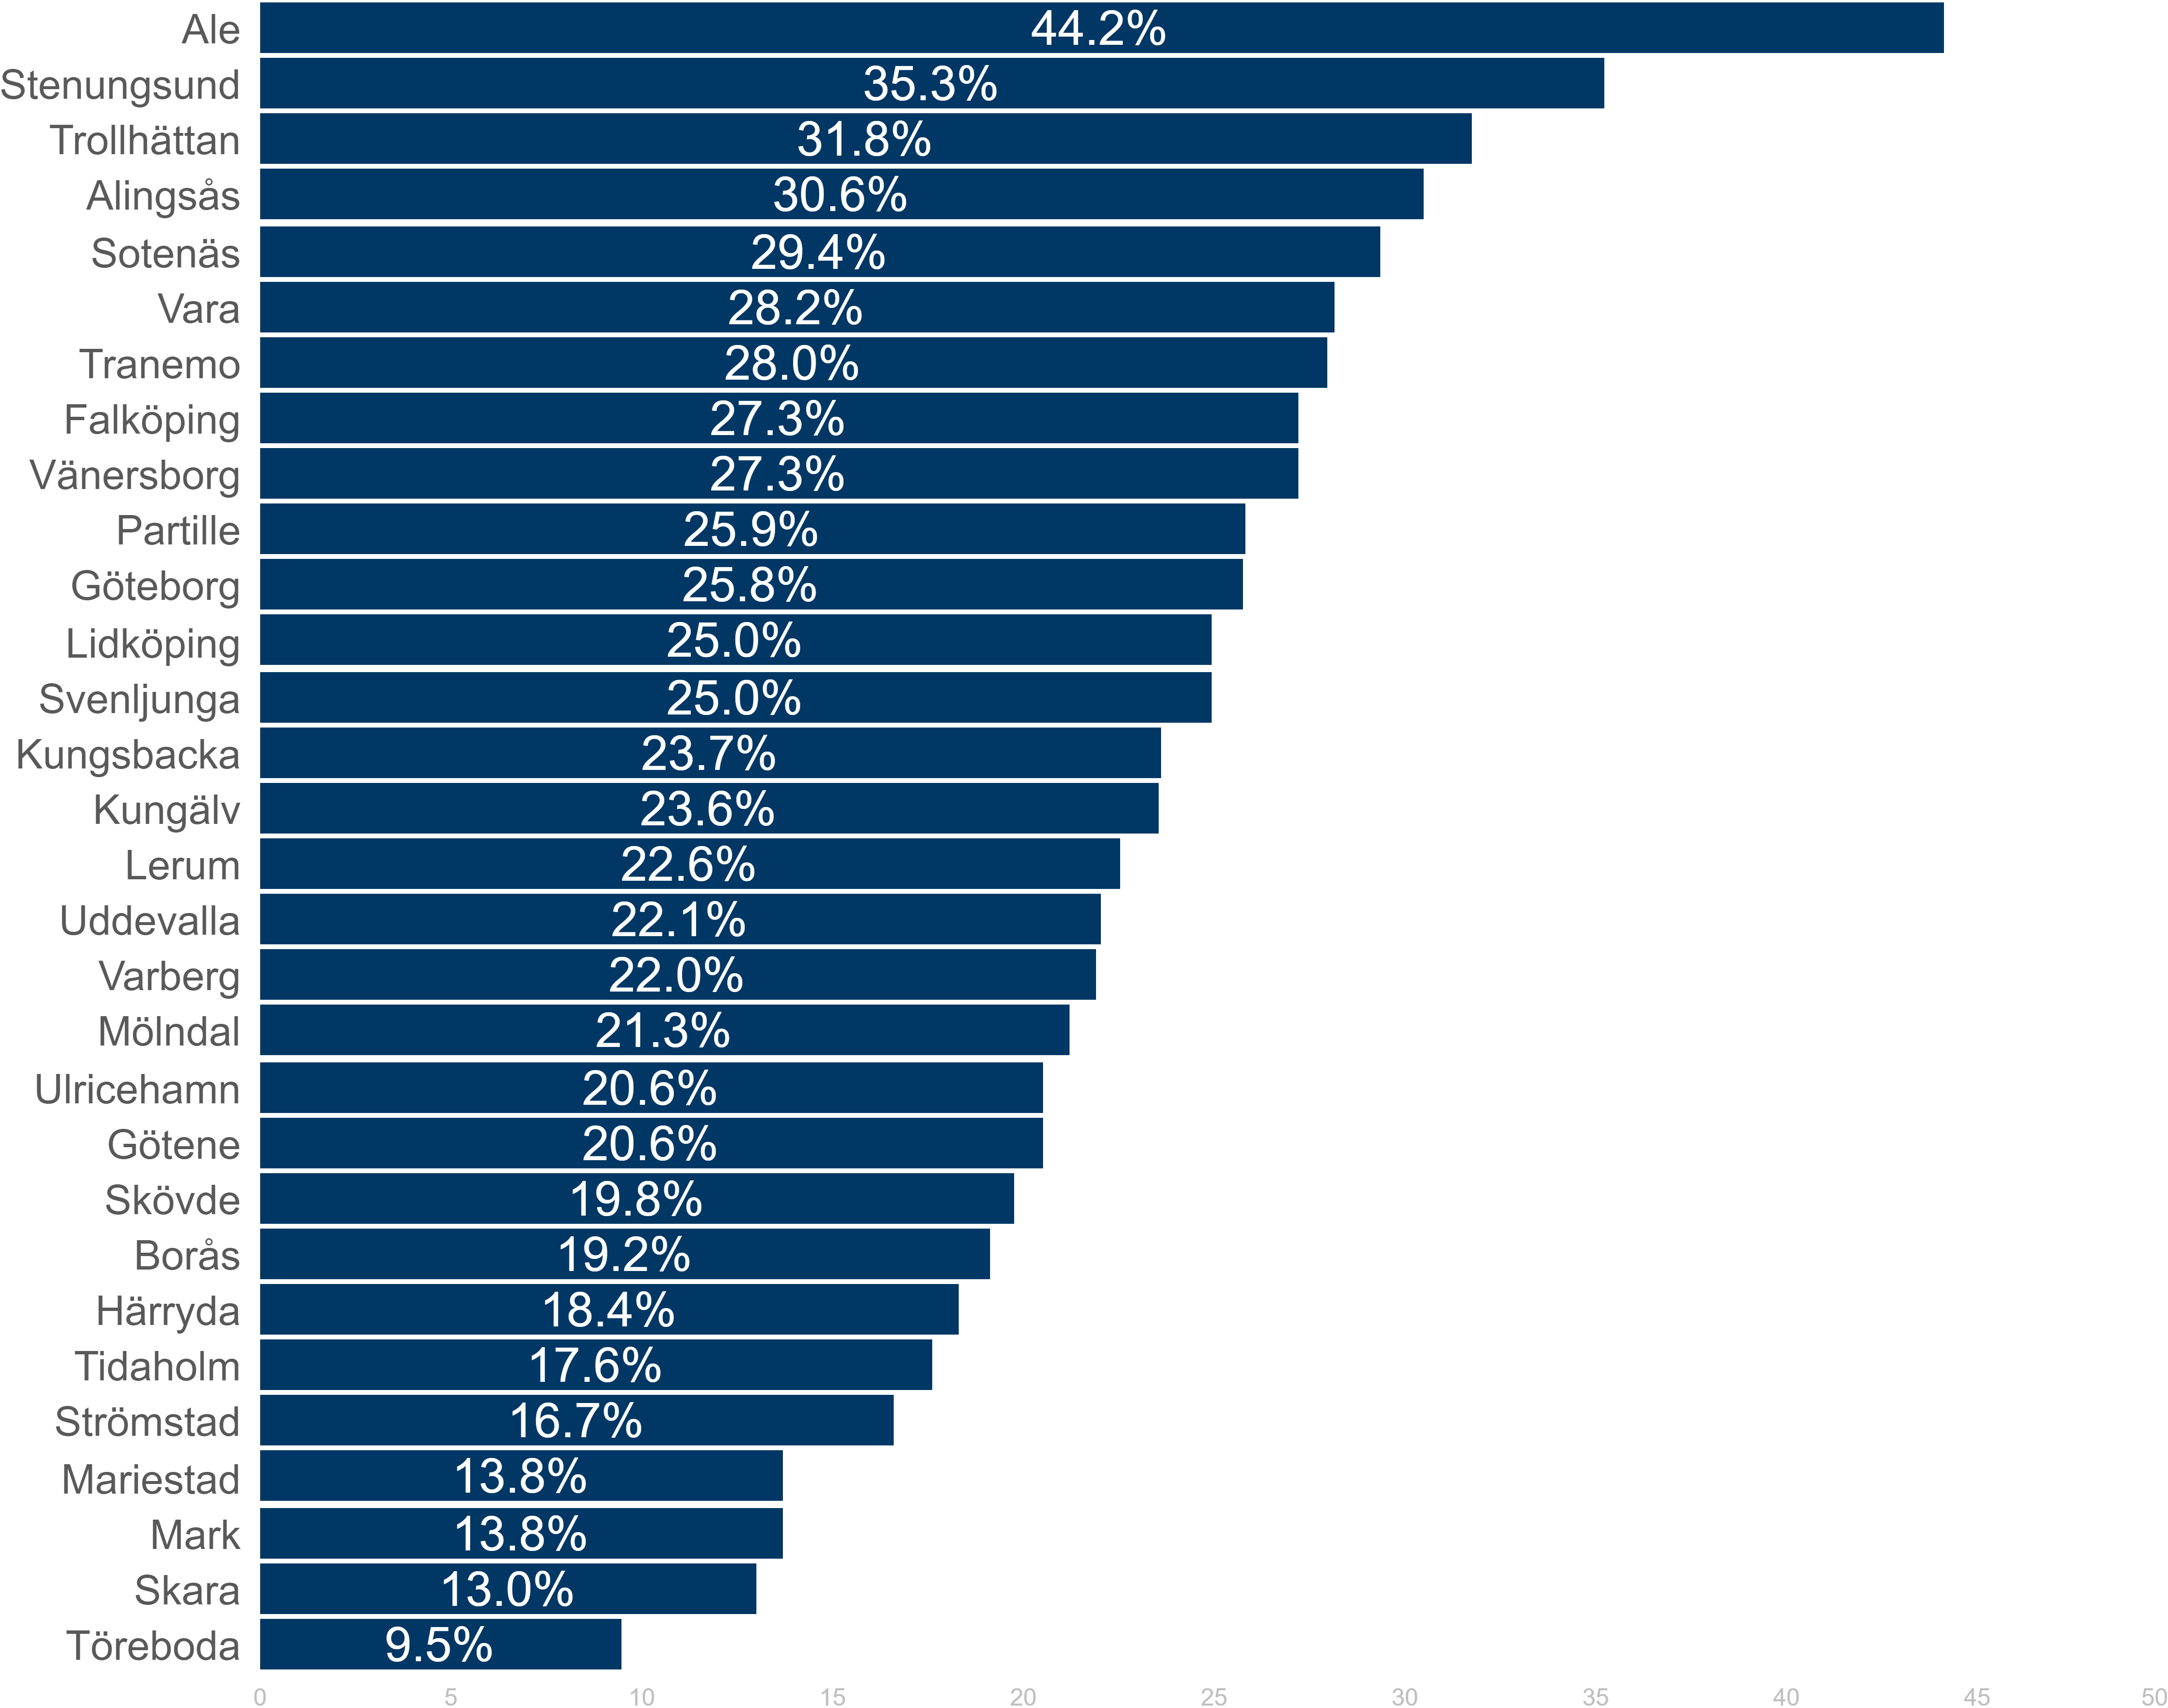 Ale 44.2%
Stenungsund 35.3%
Trollhättan 31.8%
Alingsås 30.6%
Sotenäs 29.4%
Vara 28.2%
Tranemo 28.0%
Falköping 27.3%
Vänersborg 27.3%
Partille 25.9%
Göteborg 25.8%
Lidköping 25.0%
Svenljunga 25.0%
Kungsbacka 23.7%
Kungälv 23.6%
Lerum 22.6%
Uddevalla 22.1%
Varberg 22.0%
Mölndal 21.3%
Ulricehamn 20.6%
Götene 20.6%
Skövde 19.8%
Borås 19.2%
Härryda 18.4%
Tidaholm 17.6%
Strömstad 16.7%
Mariestad 13.8%
Mark 13.8%
Skara 13.0%
Töreboda 9.5%
0 5 10 15 20 25 30 35 40 45 50